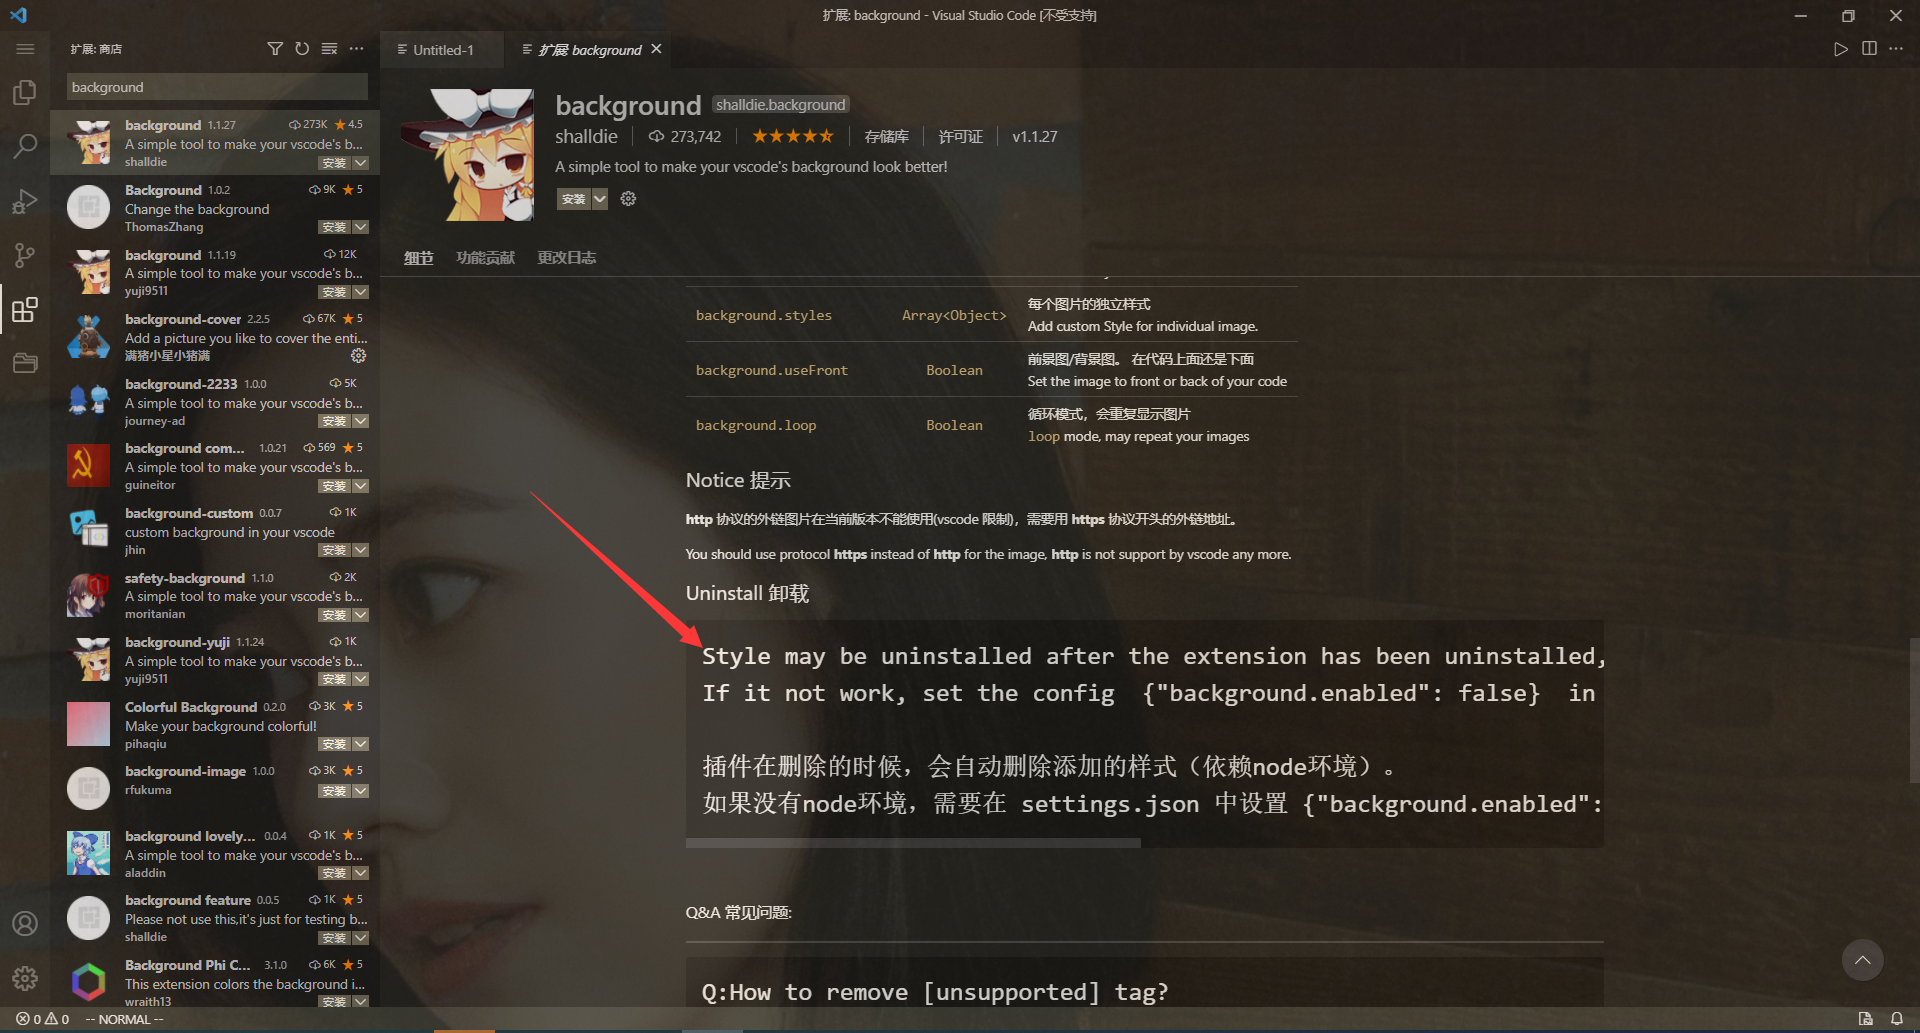 扩展: background - Visual Studio Code [不受支持]
扩展: 商店
Untitled-1
扩展: background
background
background 1.1.27 273K 4.5
A simple tool to make your vscode's b...
shalldie 安装
Background 1.0.2 9K 5
Change the background
ThomasZhang 安装
background 1.1.19 12K
A simple tool to make your vscode's b...
yuji9511 安装
background-cover 2.2.5 67K 5
Add a picture you like to cover the enti...
满猪小星小猪满
background-2233 1.0.0 5K
A simple tool to make your vscode's b...
journey-ad 安装
background com... 1.0.21 569 5
A simple tool to make your vscode's b...
guineitor 安装
background-custom 0.0.7 1K
custom background in your vscode
jhin 安装
safety-background 1.1.0 2K
A simple tool to make your vscode's b...
moritanian 安装
background-yuji 1.1.24 1K
A simple tool to make your vscode's b...
yuji9511 安装
Colorful Background 0.2.0 3K 5
Make your background colorful!
pihaqiu 安装
background-image 1.0.0 3K 5
rfukuma 安装
background lovely... 0.0.4 1K 5
A simple tool to make your vscode's b...
aladdin 安装
background feature 0.0.5 1K 5
Please not use this,it's just for testing b...
shalldie 安装
Background Phi C... 3.1.0 6K 5
This extension colors the background i...
wraith13 安装
background shalldie.background
shalldie 273,742 存储库 许可证 v1.1.27
A simple tool to make your vscode's background look better!
安装
细节 功能贡献 更改日志
background.styles Array<Object> 每个图片的独立样式
Add custom Style for individual image.
background.useFront Boolean 前景图/背景图。 在代码上面还是下面
Set the image to front or back of your code
background.loop Boolean 循环模式，会重复显示图片
loop mode, may repeat your images
Notice 提示
http 协议的外链图片在当前版本不能使用(vscode 限制)，需要用 https 协议开头的外链地址。
You should use protocol https instead of http for the image, http is not support by vscode any more.
Uninstall 卸载
Style may be uninstalled after the extension has been uninstalled,
If it not work, set the config  {"background.enabled": false}  in
插件在删除的时候，会自动删除添加的样式（依赖node环境）。
如果没有node环境，需要在 settings.json 中设置 {"background.enabled":
Q&A 常见问题:
Q:How to remove [unsupported] tag?
0 0 -- NORMAL --